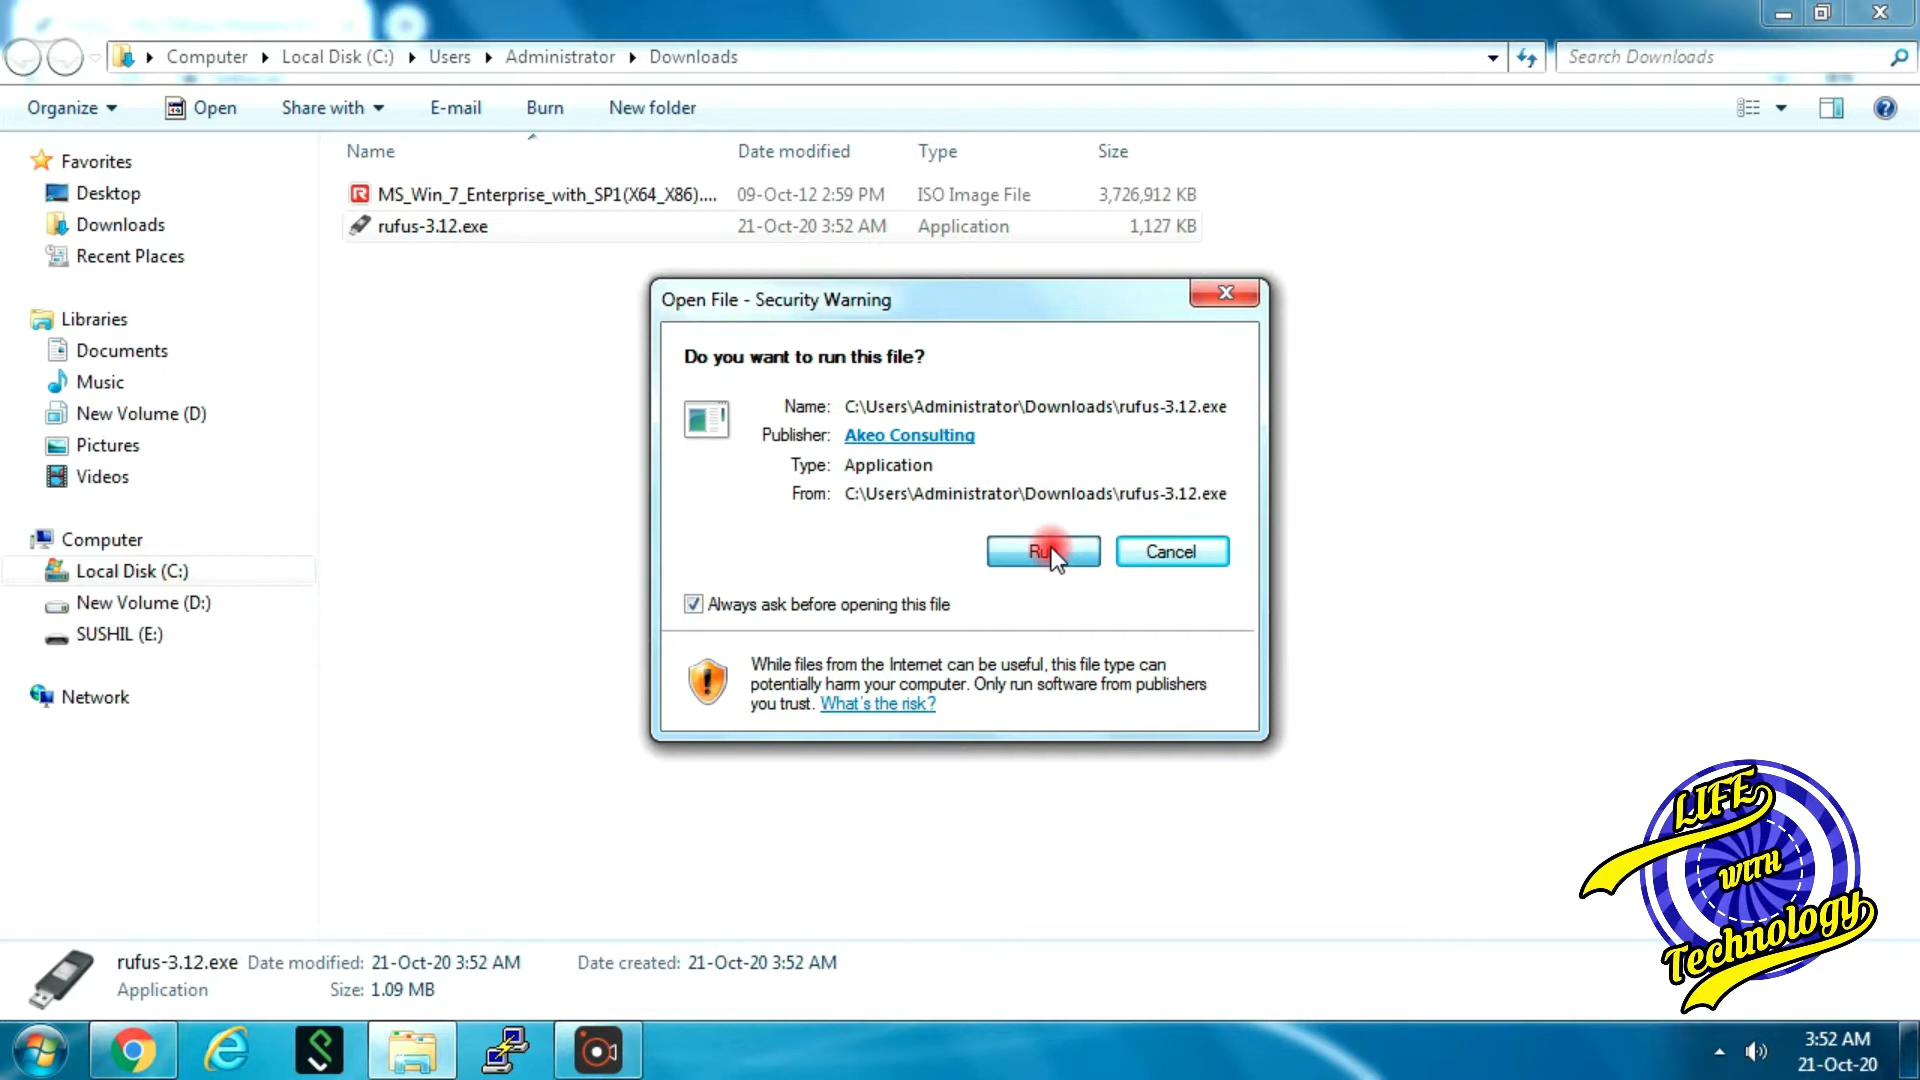 Computer Local Disk (C:) Users Administrator Downloads
Search Downloads
Organize Open Share with E-mail Burn New folder
Name Date modified Type Size
MS_Win_7_Enterprise_with_SP1(X64_X86).... 09-Oct-12 2:59 PM ISO Image File 3,726,912 KB
rufus-3.12.exe 21-Oct-20 3:52 AM Application 1,127 KB
Favorites
Desktop
Downloads
Recent Places
Libraries
Documents
Music
New Volume (D)
Pictures
Videos
Computer
Local Disk (C:)
New Volume (D:)
SUSHIL (E:)
Network
Open File - Security Warning
Do you want to run this file?
Name: C:\Users\Administrator\Downloads\rufus-3.12.exe
Publisher: Akeo Consulting
Type: Application
From: C:\Users\Administrator\Downloads\rufus-3.12.exe
Cancel
Always ask before opening this file
While files from the Internet can be useful, this file type can
potentially harm your computer. Only run software from publishers
you trust. What's the risk?
LIFE
WITH
Technology
rufus-3.12.exe Date modified: 21-Oct-20 3:52 AM Date created: 21-Oct-20 3:52 AM
Application Size: 1.09 MB
3:52 AM
21-Oct-20